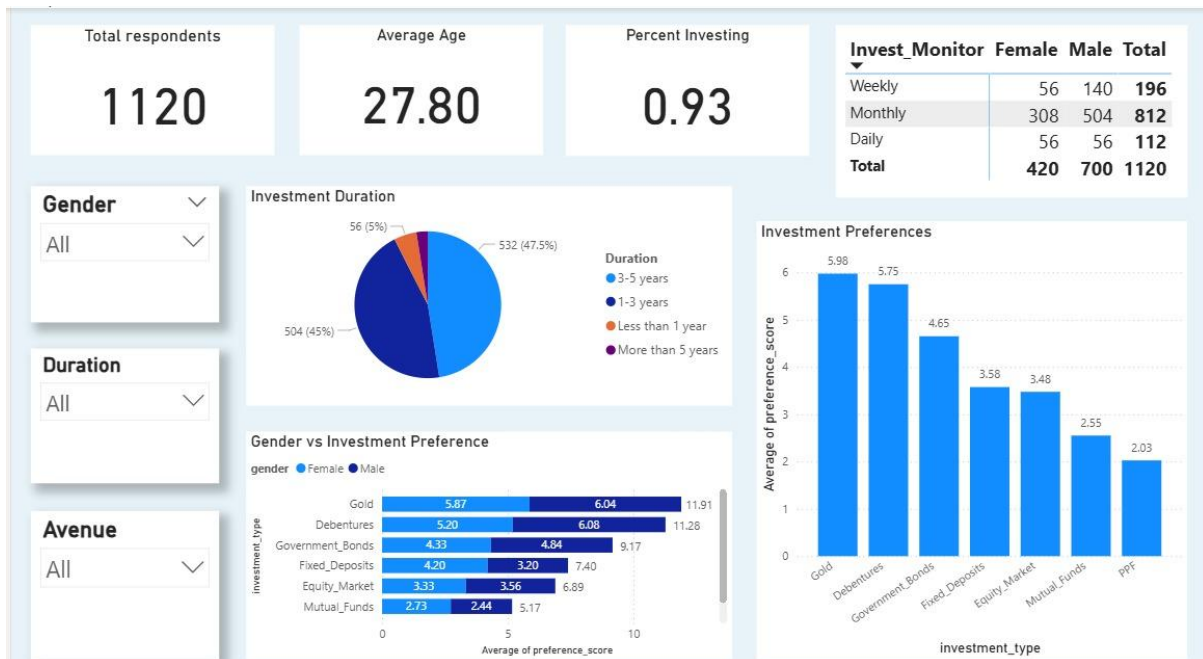 Total respondents
1120
Average Age
27.80
Percent Investing
0.93
Invest_Monitor Female Male Total
Weekly 56 140 196
Monthly 308 504 812
Daily 56 56 112
Total 420 700 1120
Gender
All
Duration
All
Avenue
All
Investment Duration
56 (5%)
532 (47.5%)
504 (45%)
Duration
3-5 years
1-3 years
Less than 1 year
More than 5 years
Gender vs Investment Preference
gender Female Male
investment_type
Gold 5.87 6.04 11.91
Debentures 5.20 6.08 11.28
Government_Bonds 4.33 4.84 9.17
Fixed_Deposits 4.20 3.20 7.40
Equity_Market 3.33 3.56 6.89
Mutual_Funds 2.73 2.44 5.17
0 5 10
Average of preference_score
Investment Preferences
Average of preference_score
6
5
4
3
2
1
0
5.98
5.75
4.65
3.58
3.48
2.55
2.03
Gold
Debentures
Government_Bonds
Fixed_Deposits
Equity_Market
Mutual_Funds
PPF
investment_type